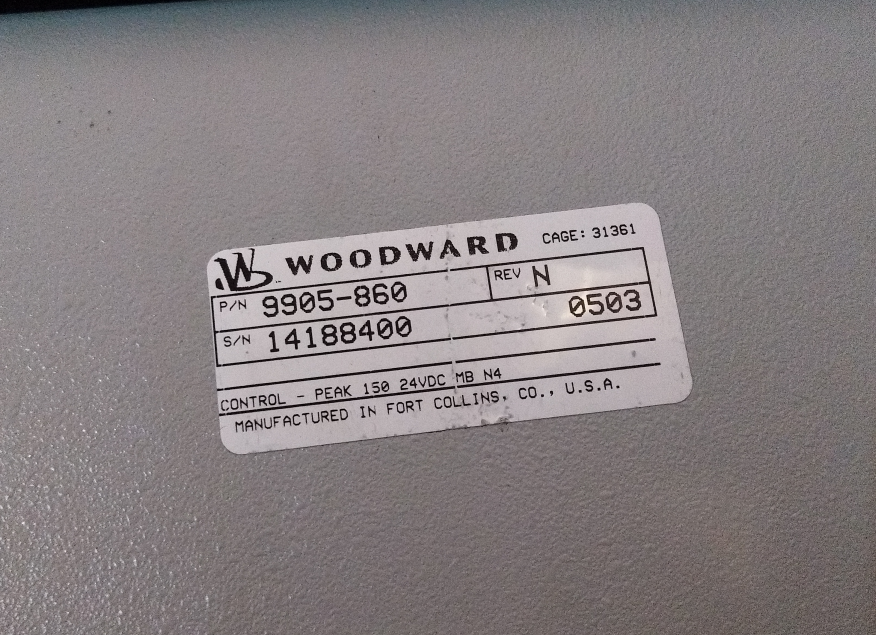 WOODWARD CAGE: 31361
P/N 9905-860 REV N
S/N 14188400 0503
CONTROL - PEAK 150 24VDC MB N4
MANUFACTURED IN FORT COLLINS, CO., U.S.A.